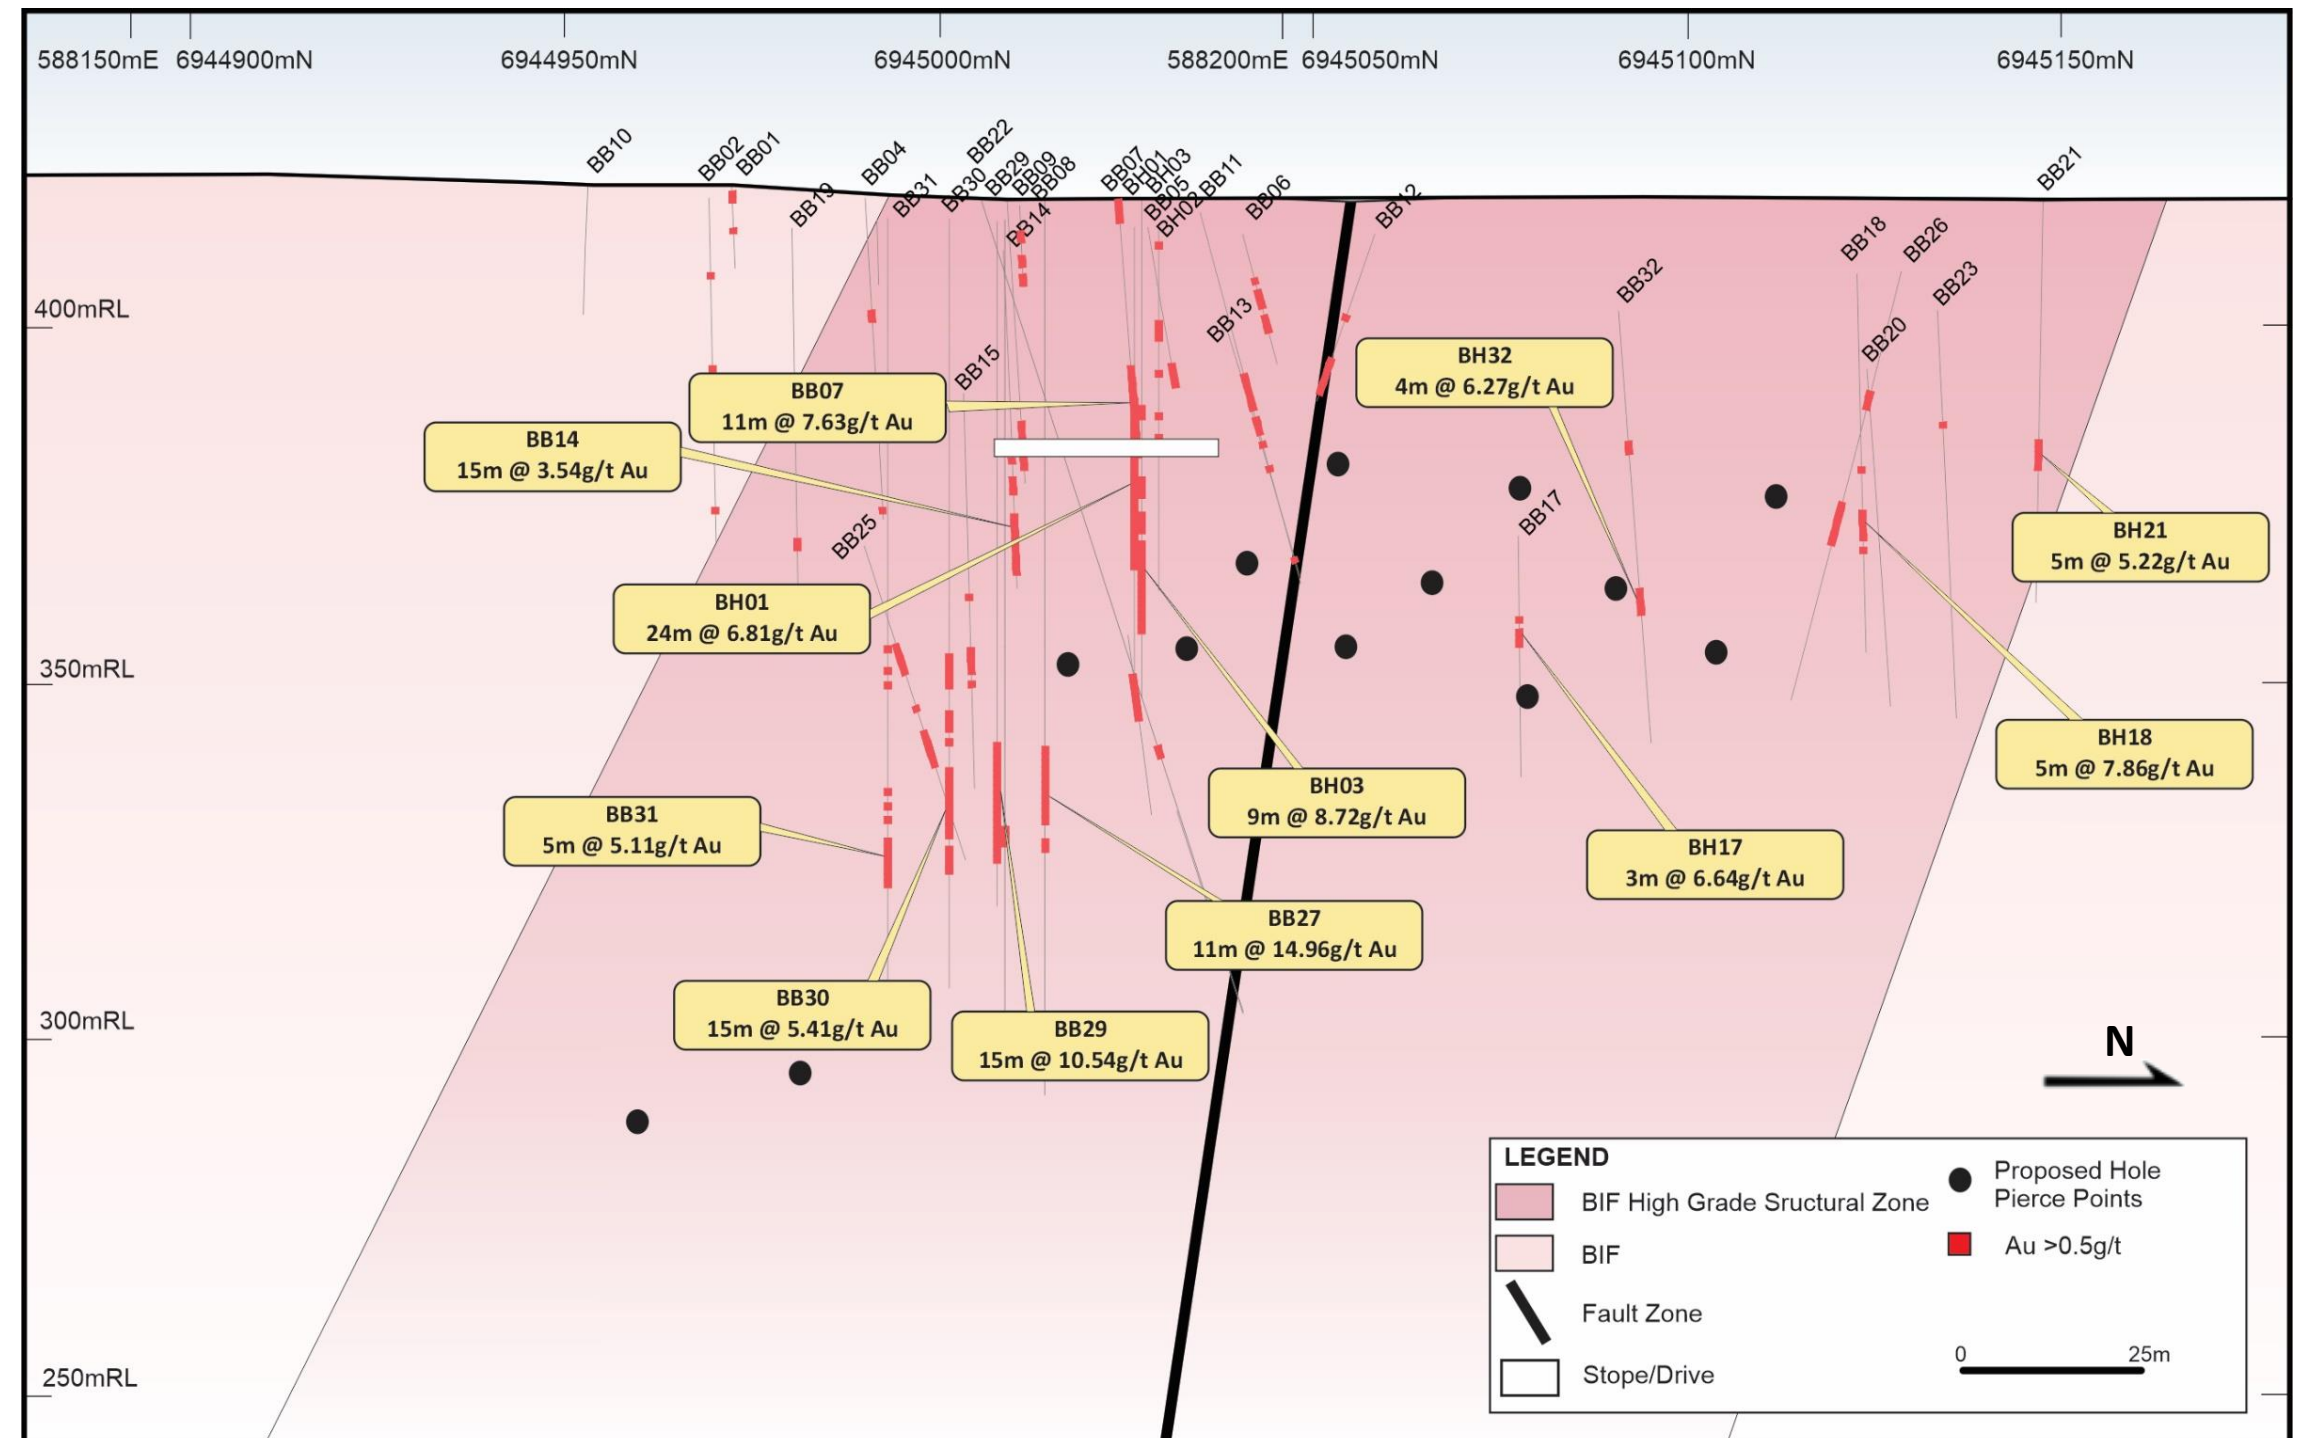 588150mE 6944900mN 6944950mN 6945000mN 588200mE 6945050mN 6945100mN 6945150mN
BB10
BB02
BB01
BB19
BB04
BB31
BB30
BB22
BB29
BB09
BB08
BB14
BB07
BH01
BH03
BB05
BH02
BB11
BB06
BB12
BB21
BB18
BB26
BB32
BB23
BB13
BB20
BB15
BB17
BB25
400mRL
350mRL
300mRL
250mRL
BH32
4m @ 6.27g/t Au
BB07
11m @ 7.63g/t Au
BB14
15m @ 3.54g/t Au
BH21
5m @ 5.22g/t Au
BH01
24m @ 6.81g/t Au
BH18
5m @ 7.86g/t Au
BH03
9m @ 8.72g/t Au
BB31
5m @ 5.11g/t Au
BH17
3m @ 6.64g/t Au
BB27
11m @ 14.96g/t Au
BB30
15m @ 5.41g/t Au
BB29
15m @ 10.54g/t Au
N
LEGEND
BIF High Grade Sructural Zone
BIF
Fault Zone
Stope/Drive
Proposed Hole
Pierce Points
Au >0.5g/t
0 25m